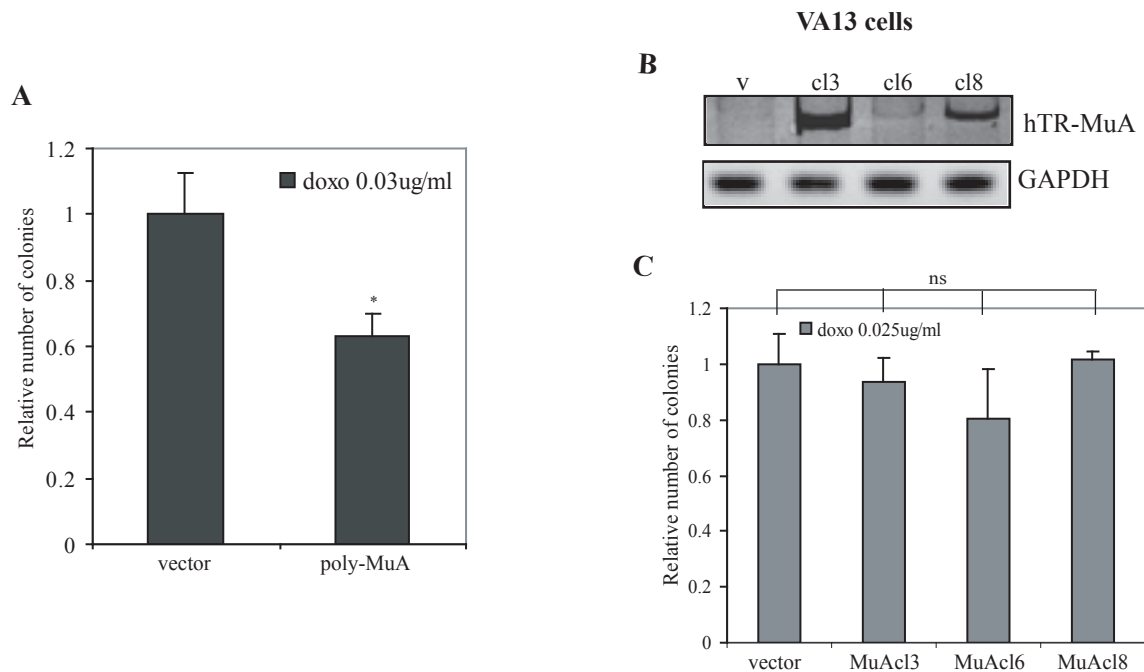 A
Relative number of colonies
1.2
1
0.8
0.6
0.4
0.2
0
doxo 0.03ug/ml
*
vector poly-MuA
VA13 cells
B
v cl3 cl6 cl8
hTR-MuA
GAPDH
C
ns
Relative number of colonies
1.2
1
0.8
0.6
0.4
0.2
0
doxo 0.025ug/ml
vector MuAcl3 MuAcl6 MuAcl8